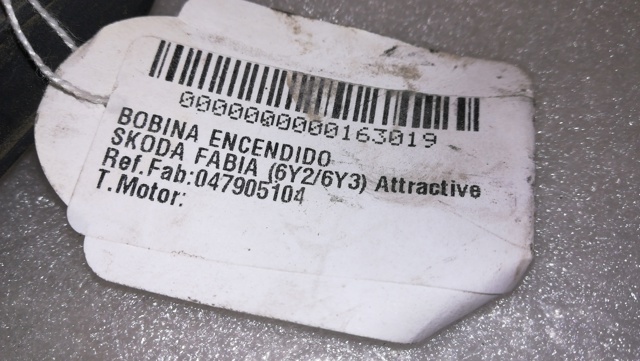 0000000000163019
BOBINA ENCENDIDO
SKODA FABIA (6Y2/6Y3) Attractive
Ref.Fab:047905104
T.Motor: